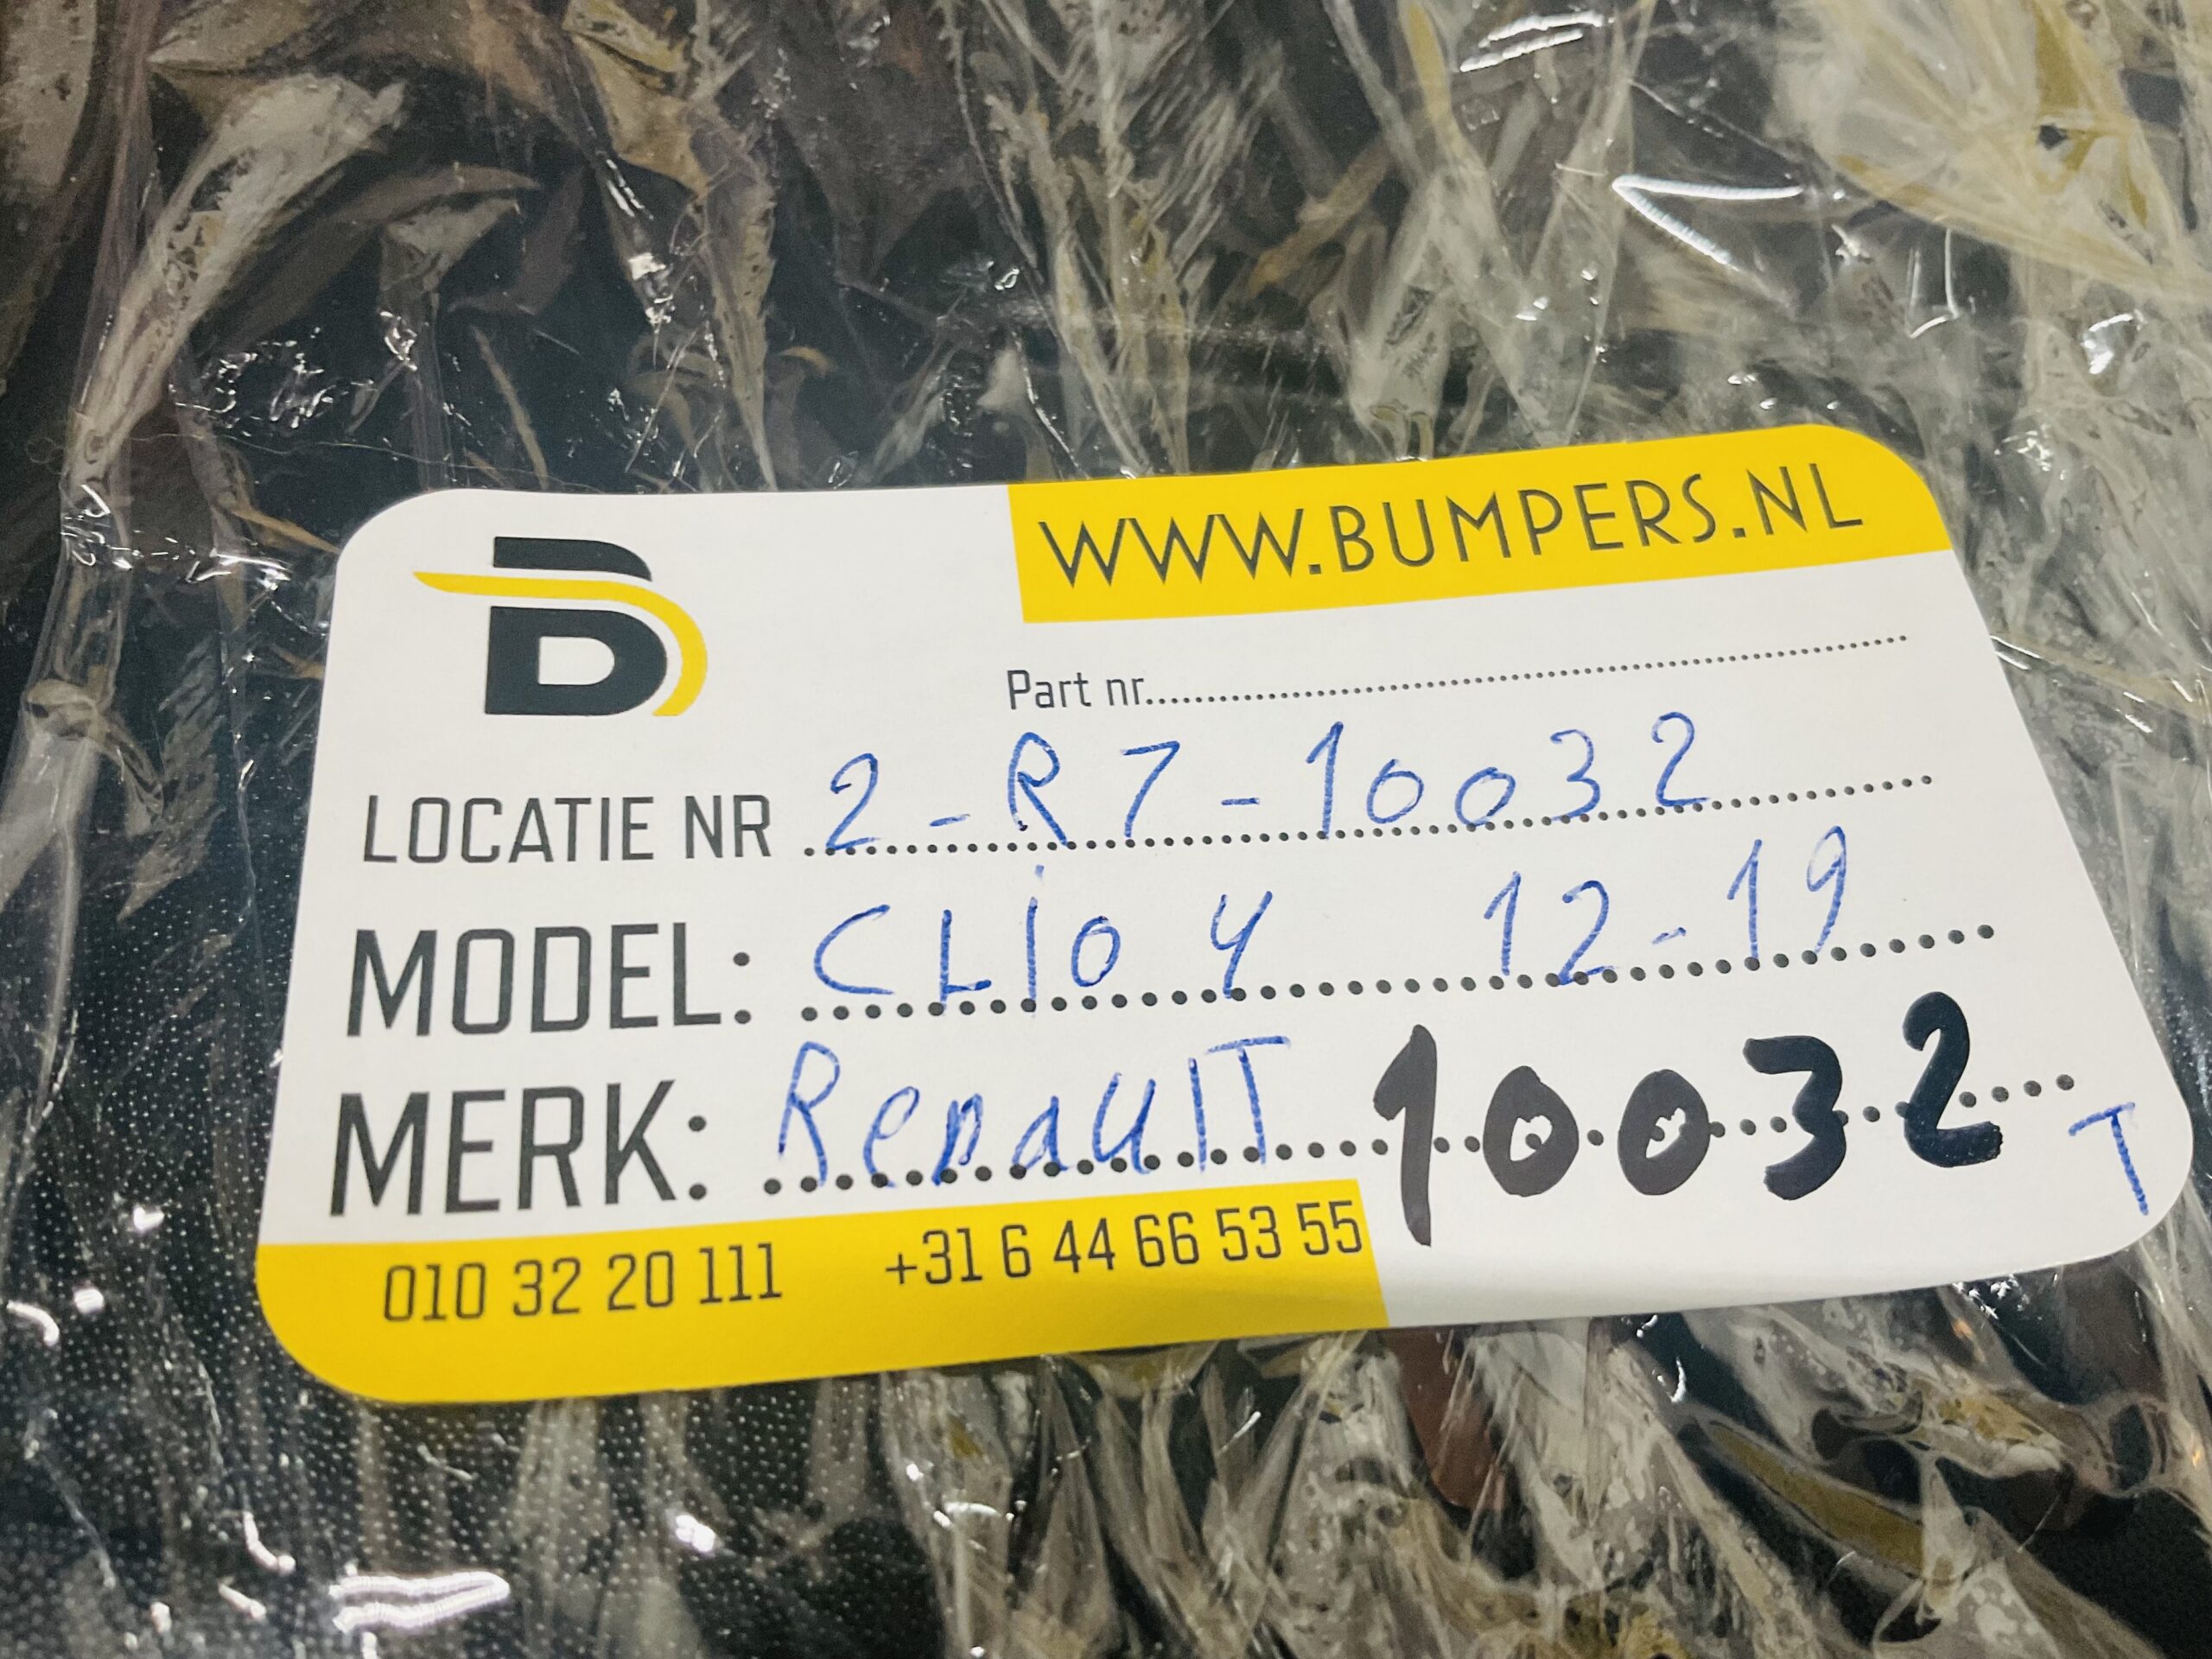 B
WWW.BUMPERS.NL
Part nr.......................................................
LOCATIE NR 2-R7-10032
MODEL: CLio 4 12-19
MERK: RenaulT 10032
T
010 32 20 111 +31 6 44 66 53 55